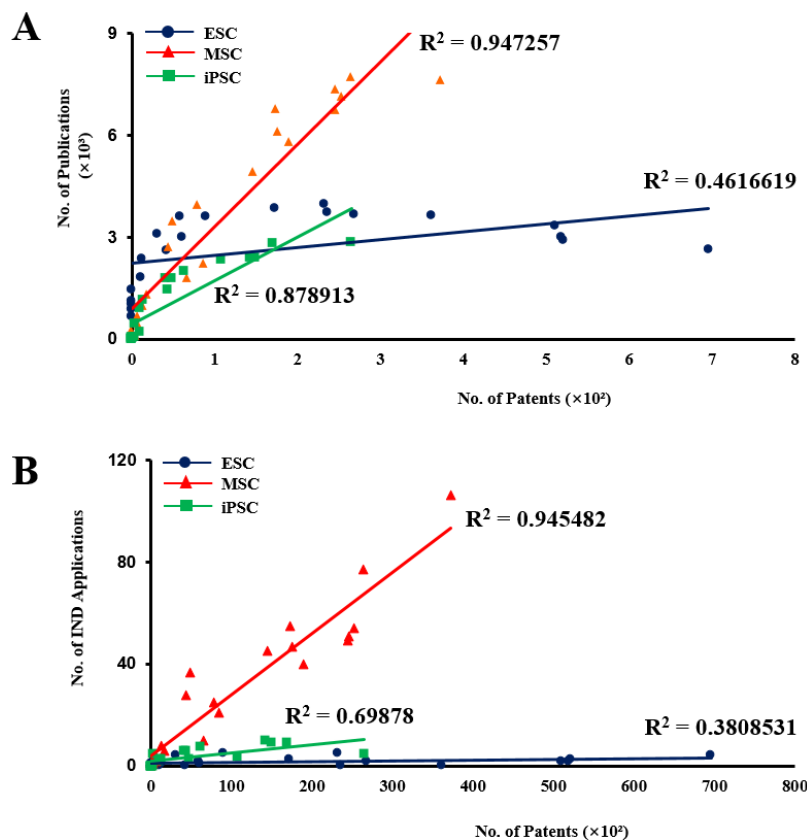 A
ESC
MSC
iPSC
R² = 0.947257
R² = 0.4616619
R² = 0.878913
No. of Publications
(×10³)
9
6
3
0
0
1
2
3
4
5
6
7
8
No. of Patents (×10²)
B
ESC
MSC
iPSC
R² = 0.945482
R² = 0.69878
R² = 0.3808531
No. of IND Applications
120
80
40
0
0
100
200
300
400
500
600
700
800
No. of Patents (×10²)